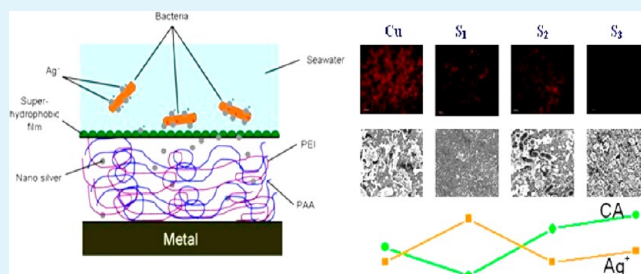 Bacteria
Ag+
Seawater
Super-
hydrophobic
film
PEI
Nano silver
PAA
Metal
Cu S1 S2 S3
CA
Ag+